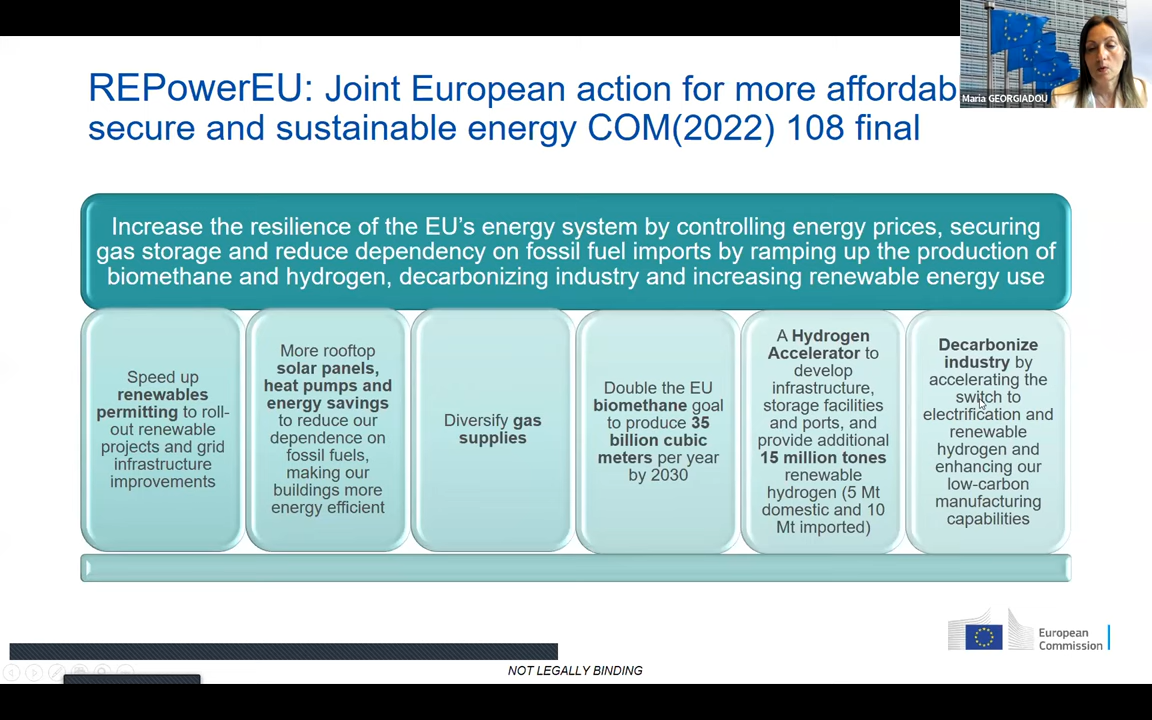 REPowerEU: Joint European action for more affordab
secure and sustainable energy COM(2022) 108 final
Maria GEORGIADOU
Increase the resilience of the EU's energy system by controlling energy prices, securing
gas storage and reduce dependency on fossil fuel imports by ramping up the production of
biomethane and hydrogen, decarbonizing industry and increasing renewable energy use
Speed up
renewables
permitting to roll-
out renewable
projects and grid
infrastructure
improvements
More rooftop
solar panels,
heat pumps and
energy savings
to reduce our
dependence on
fossil fuels,
making our
buildings more
energy efficient
Diversify gas
supplies
Double the EU
biomethane goal
to produce 35
billion cubic
meters per year
by 2030
A Hydrogen
Accelerator to
develop
infrastructure,
storage facilities
and ports, and
provide additional
15 million tones
renewable
hydrogen (5 Mt
domestic and 10
Mt imported)
Decarbonize
industry by
accelerating the
switch to
electrification and
renewable
hydrogen and
enhancing our
low-carbon
manufacturing
capabilities
European
Commission
NOT LEGALLY BINDING